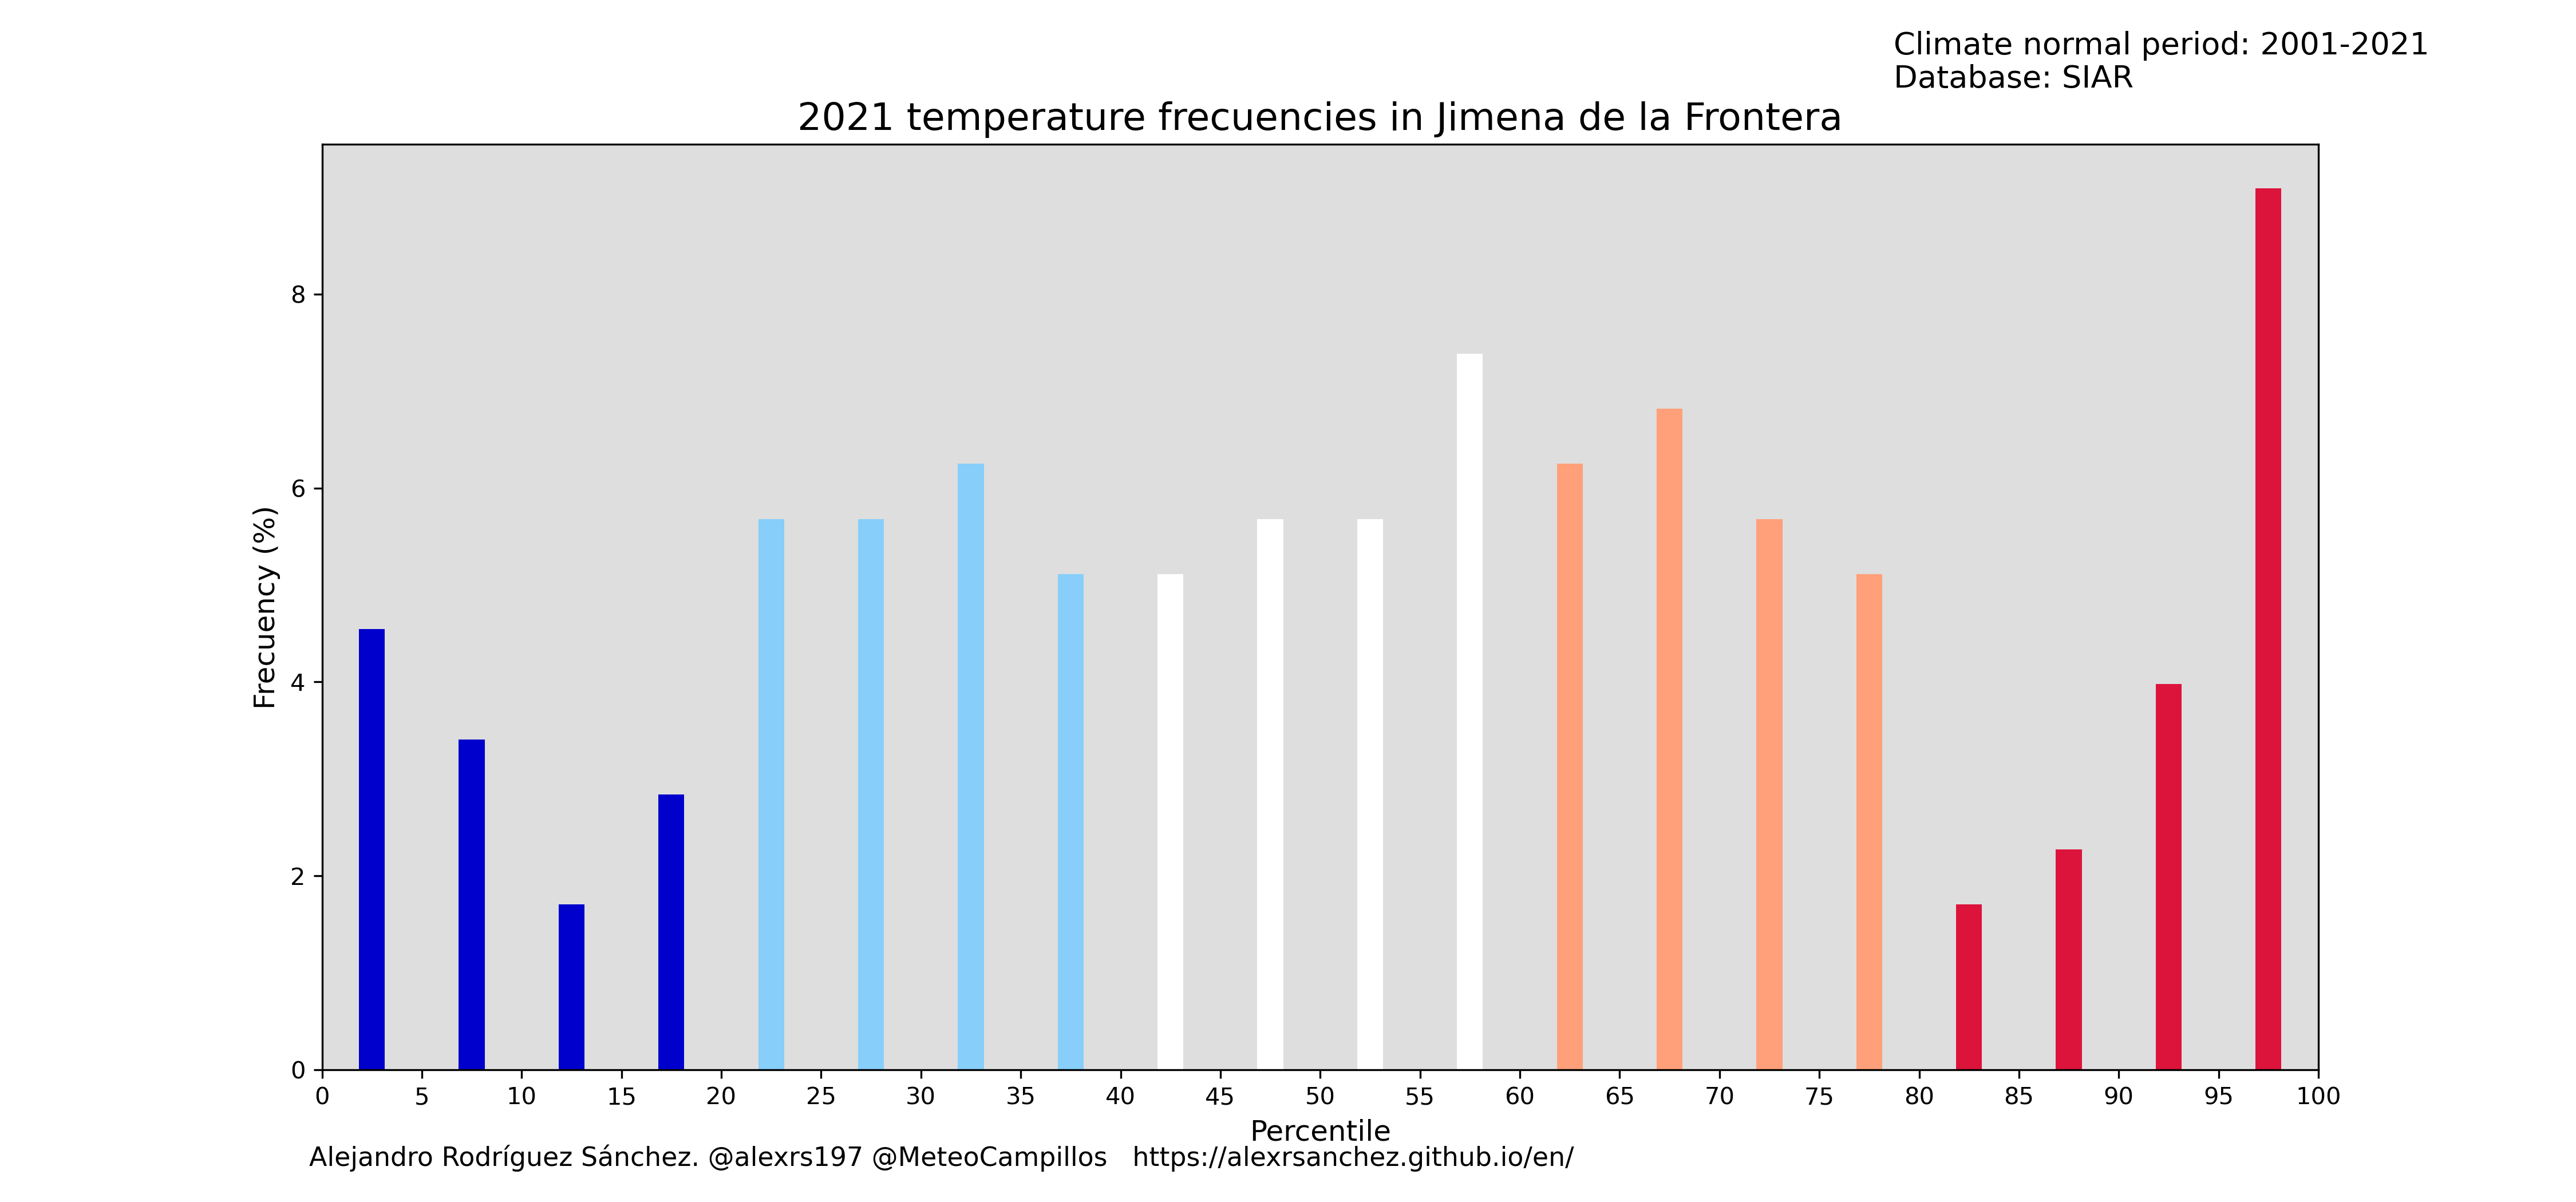 Climate normal period: 2001-2021
Database: SIAR
2021 temperature frecuencies in Jimena de la Frontera
Frecuency (%)
8
6
4
2
0
0 5 10 15 20 25 30 35 40 45 50 55 60 65 70 75 80 85 90 95 100
Percentile
Alejandro Rodríguez Sánchez. @alexrs197 @MeteoCampillos https://alexrsanchez.github.io/en/